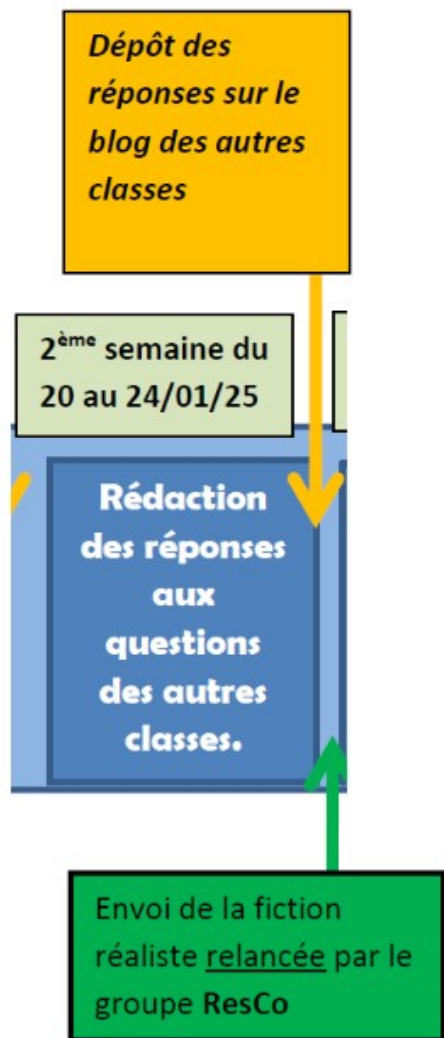 Dépôt des
réponses sur le
blog des autres
classes
2ème semaine du
20 au 24/01/25
Rédaction
des réponses
aux
questions
des autres
classes.
Envoi de la fiction
réaliste relancée par le
groupe ResCo